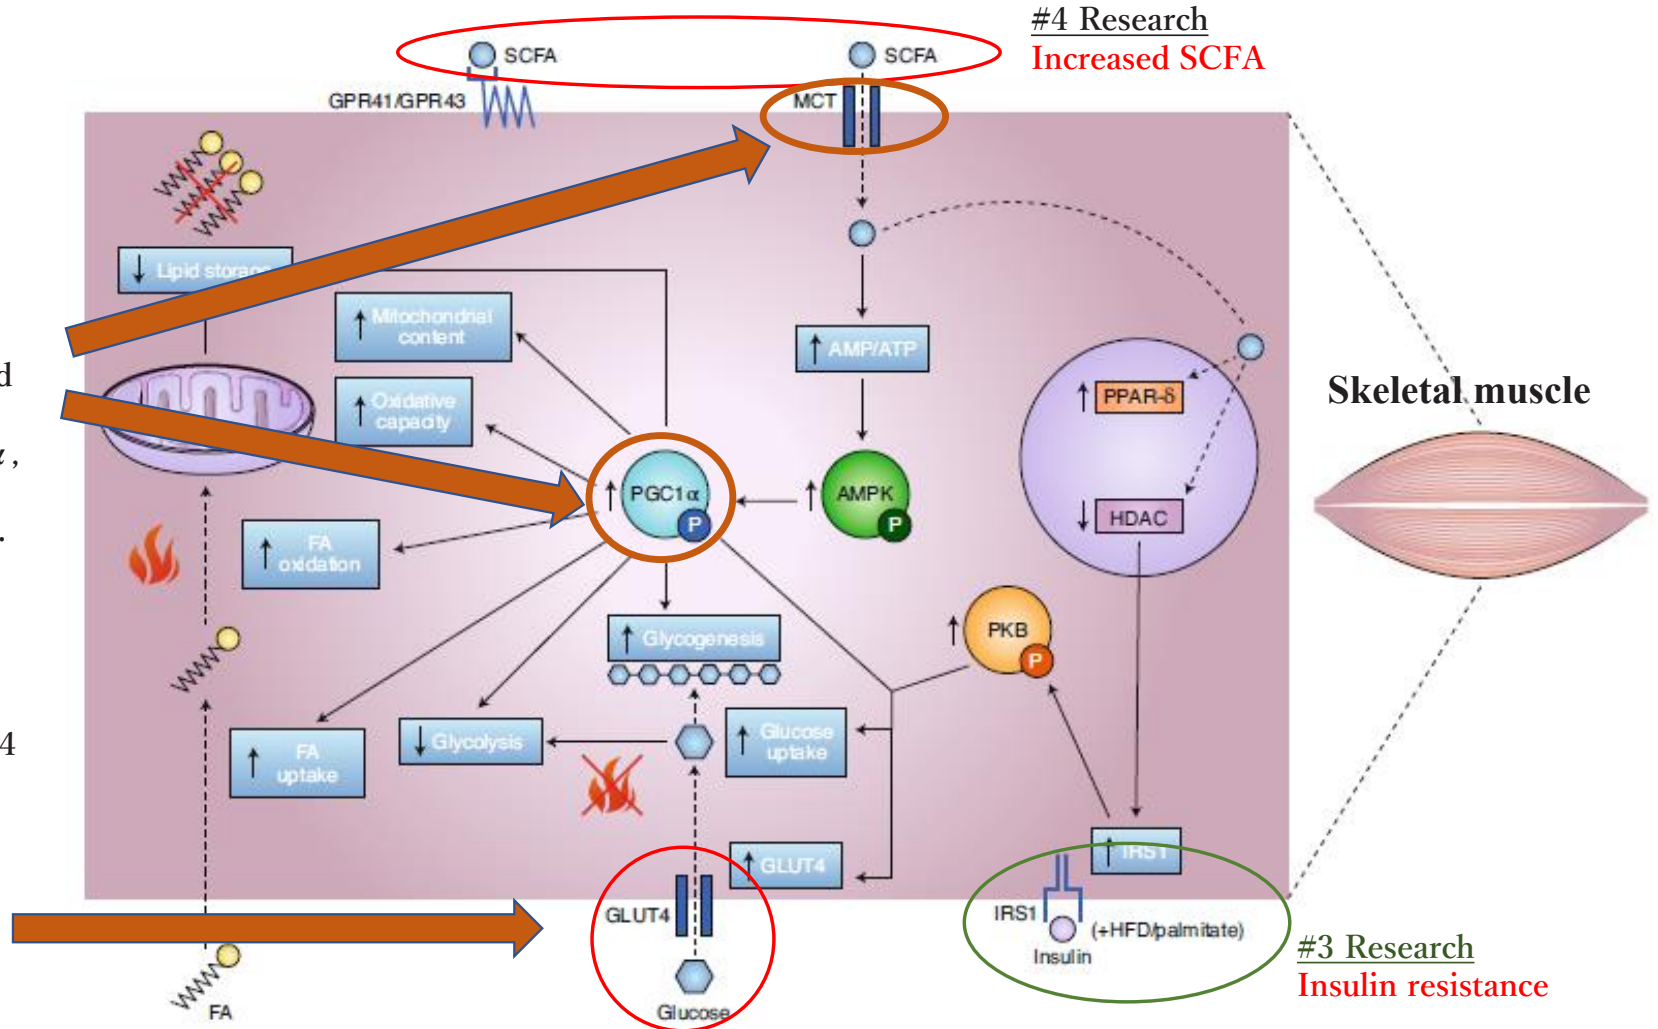 #4 Research
Increased SCFA
SCFA
SCFA
GPR41/GPR43
MCT
↓ Lipid storage
↑ Mitochondrial
content
↑ AMP/ATP
d
↑ PPAR-δ
Skeletal muscle
↑ Oxidative
capacity
,
↑ PGC1α
P
↑ AMPK
P
↓ HDAC
.
↑ FA
oxidation
↑ Glycogenesis
↑ PKB
P
4
↑ FA
uptake
↓ Glycolysis
↑ Glucose
uptake
↑ GLUT4
↑ IRS1
GLUT4
IRS1
(+HFD/palmitate)
Insulin
#3 Research
Insulin resistance
FA
Glucose